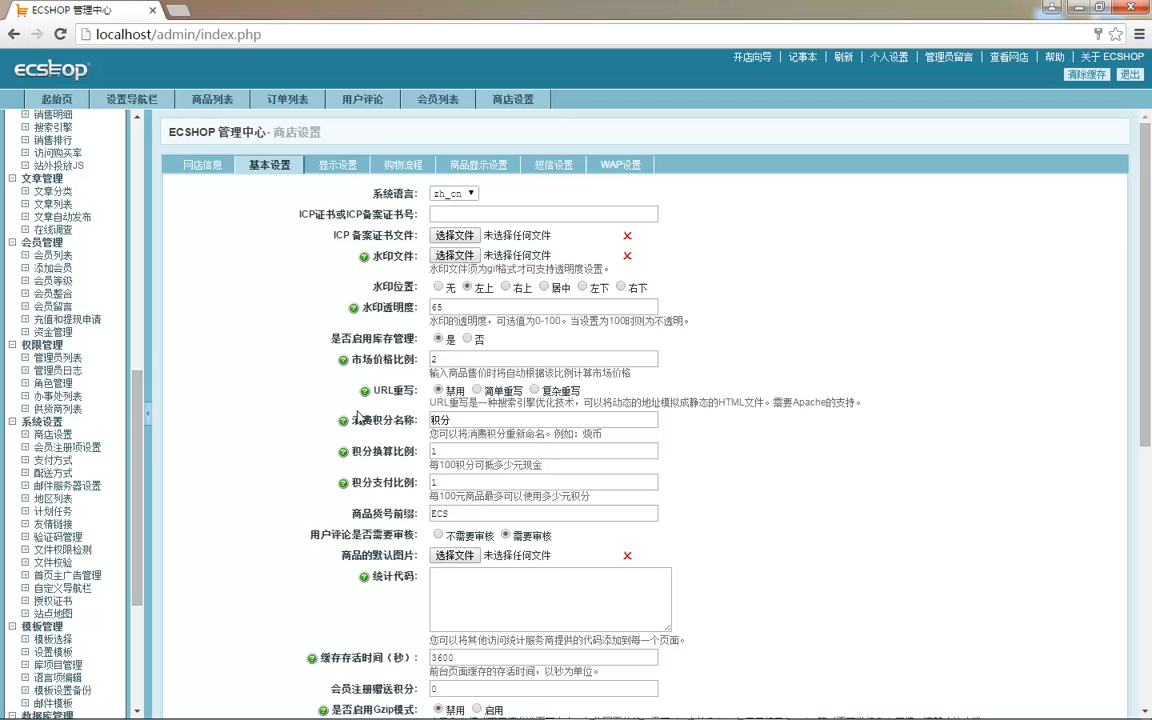 ECSHOP 管理中心
localhost/admin/index.php
ecshop
开店向导 | 记事本 | 刷新 | 个人设置 | 管理员留言 | 查看网店 | 帮助 | 关于 ECSHOP
清除缓存 退出
起始页 设置导航栏 商品列表 订单列表 用户评论 会员列表 商店设置
销售明细
搜索引擎
销售排行
访问购买率
站外投放JS
文章管理
文章分类
文章列表
文章自动发布
在线调查
会员管理
会员列表
添加会员
会员等级
会员整合
会员留言
充值和提现申请
资金管理
权限管理
管理员列表
管理员日志
角色管理
办事处列表
供货商列表
系统设置
商店设置
会员注册项设置
支付方式
配送方式
邮件服务器设置
地区列表
计划任务
友情链接
验证码管理
文件权限检测
文件校验
首页主广告管理
自定义导航栏
授权证书
站点地图
模板管理
模板选择
设置模板
库项目管理
语言项编辑
模板设置备份
邮件模板
数据库管理
ECSHOP 管理中心 - 商店设置
网店信息 基本设置 显示设置 购物流程 商品显示设置 短信设置 WAP设置
系统语言: zh_cn
ICP证书或ICP备案证书号:
ICP 备案证书文件: 选择文件 未选择任何文件
水印文件: 选择文件 未选择任何文件
水印文件须为gif格式才可支持透明度设置。
水印位置: 无 左上 右上 居中 左下 右下
水印透明度: 65
水印的透明度，可选值为0-100。当设置为100时则为不透明。
是否启用库存管理: 是 否
市场价格比例: 2
输入商品售价时将自动根据该比例计算市场价格
URL重写: 禁用 简单重写 复杂重写
URL重写是一种搜索引擎优化技术，可以将动态的地址模拟成静态的HTML文件。需要Apache的支持。
消费积分名称: 积分
您可以将消费积分重新命名。例如：烧币
积分换算比例: 1
每100积分可抵多少元现金
积分支付比例: 1
每100元商品最多可以使用多少元积分
商品货号前缀: ECS
用户评论是否需要审核: 不需要审核 需要审核
商品的默认图片: 选择文件 未选择任何文件
统计代码:
您可以将其他访问统计服务商提供的代码添加到每一个页面。
缓存存活时间（秒）: 3600
前台页面缓存的存活时间，以秒为单位。
会员注册赠送积分: 0
是否启用Gzip模式: 禁用 启用